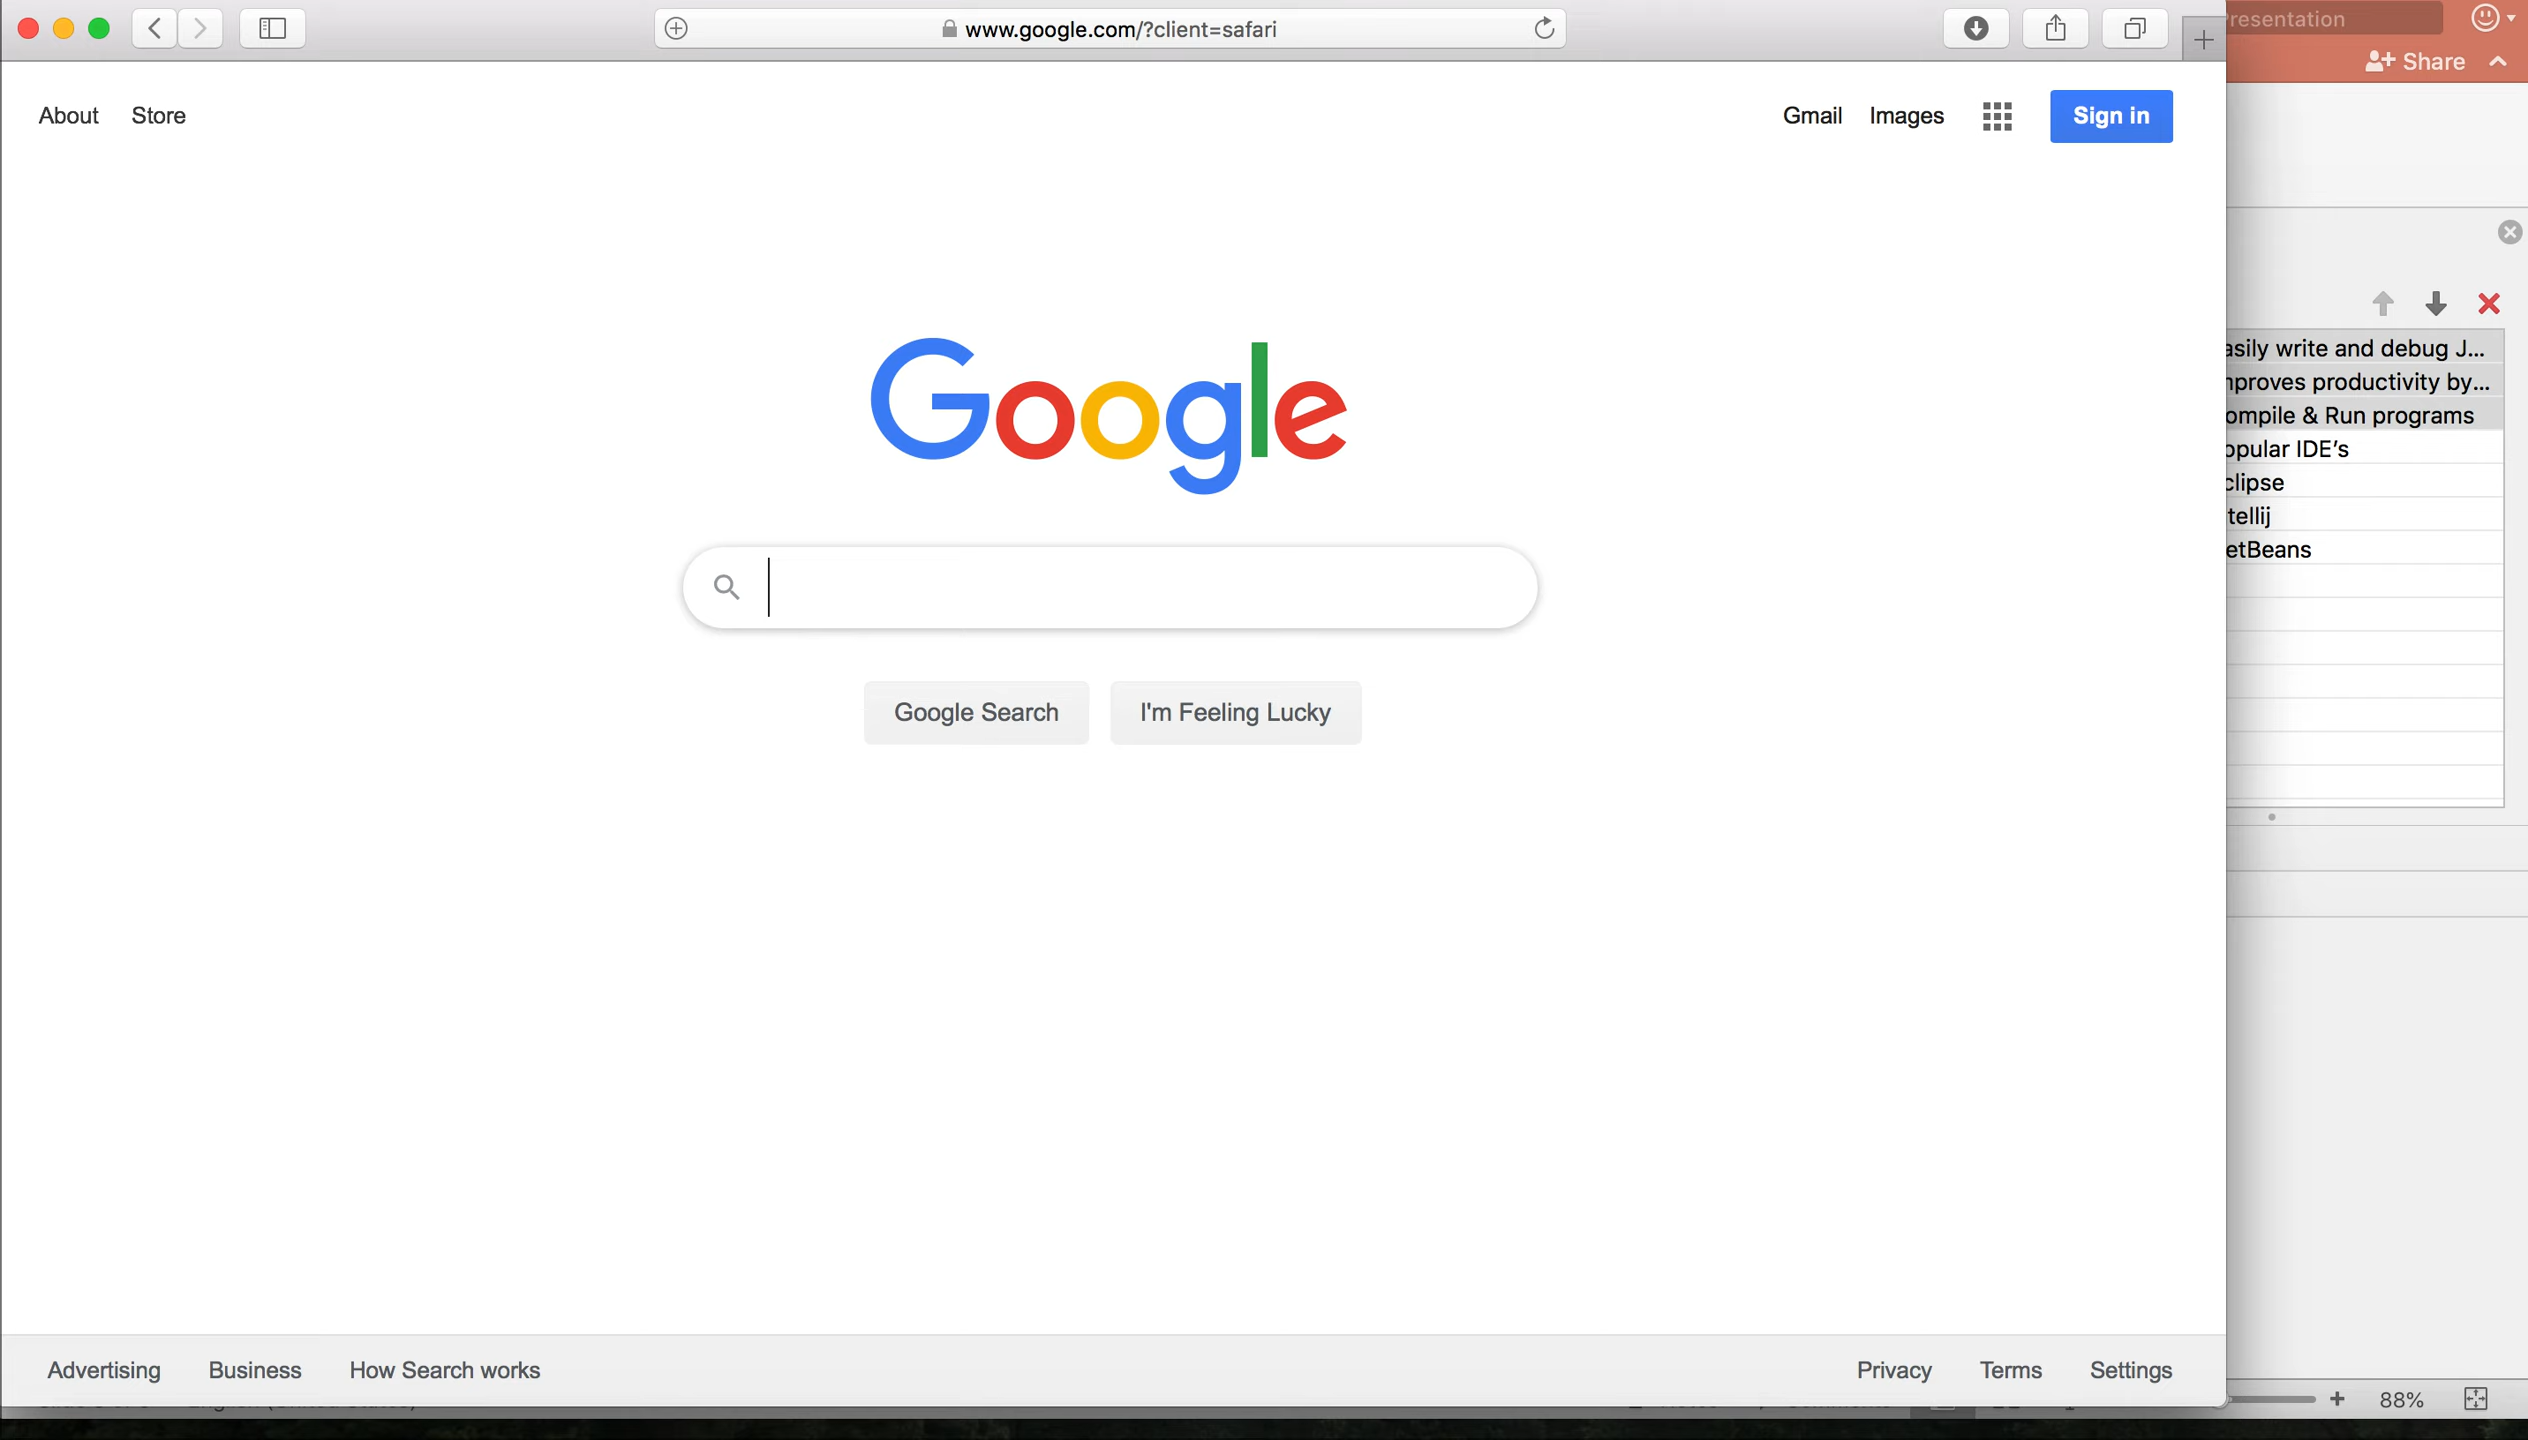 www.google.com/?client=safari
resentation
Share
About Store
Gmail Images Sign in
Google
Google Search I'm Feeling Lucky
asily write and debug J...
proves productivity by...
ompile & Run programs
opular IDE's
clipse
tellij
etBeans
Advertising Business How Search works
Privacy Terms Settings
88%